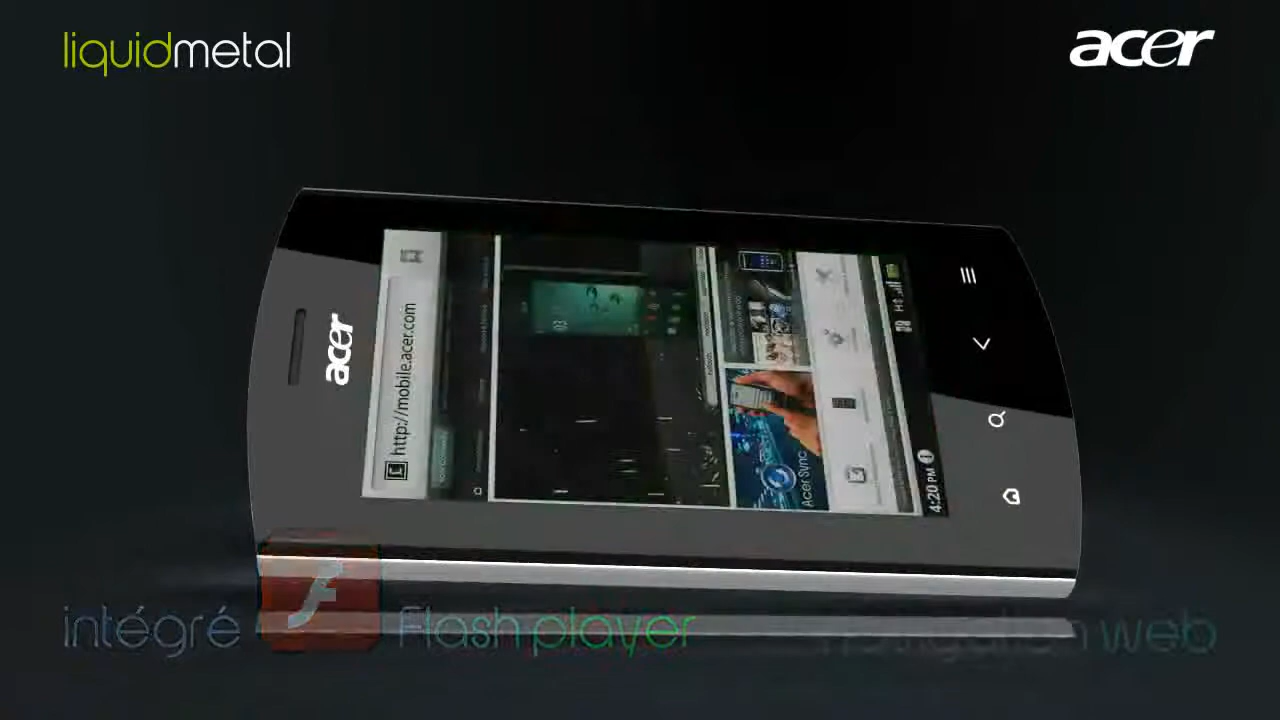 liquidmetal
acer
acer
http://mobile.acer.com
Acer Sync
4:20 PM
intégré Flash player
navigation web